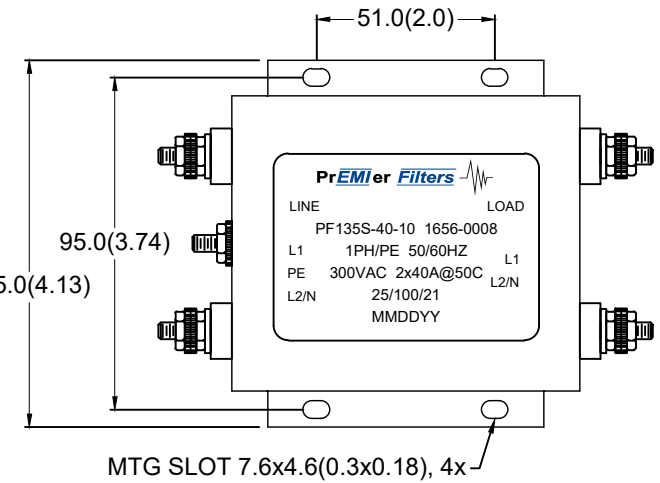 51.0(2.0)
PrEMIer Filters
LINE LOAD
PF135S-40-10 1656-0008
95.0(3.74)
L1 1PH/PE 50/60HZ L1
PE 300VAC 2x40A@50C L2/N
5.0(4.13)
L2/N 25/100/21
MMDDYY
MTG SLOT 7.6x4.6(0.3x0.18), 4x